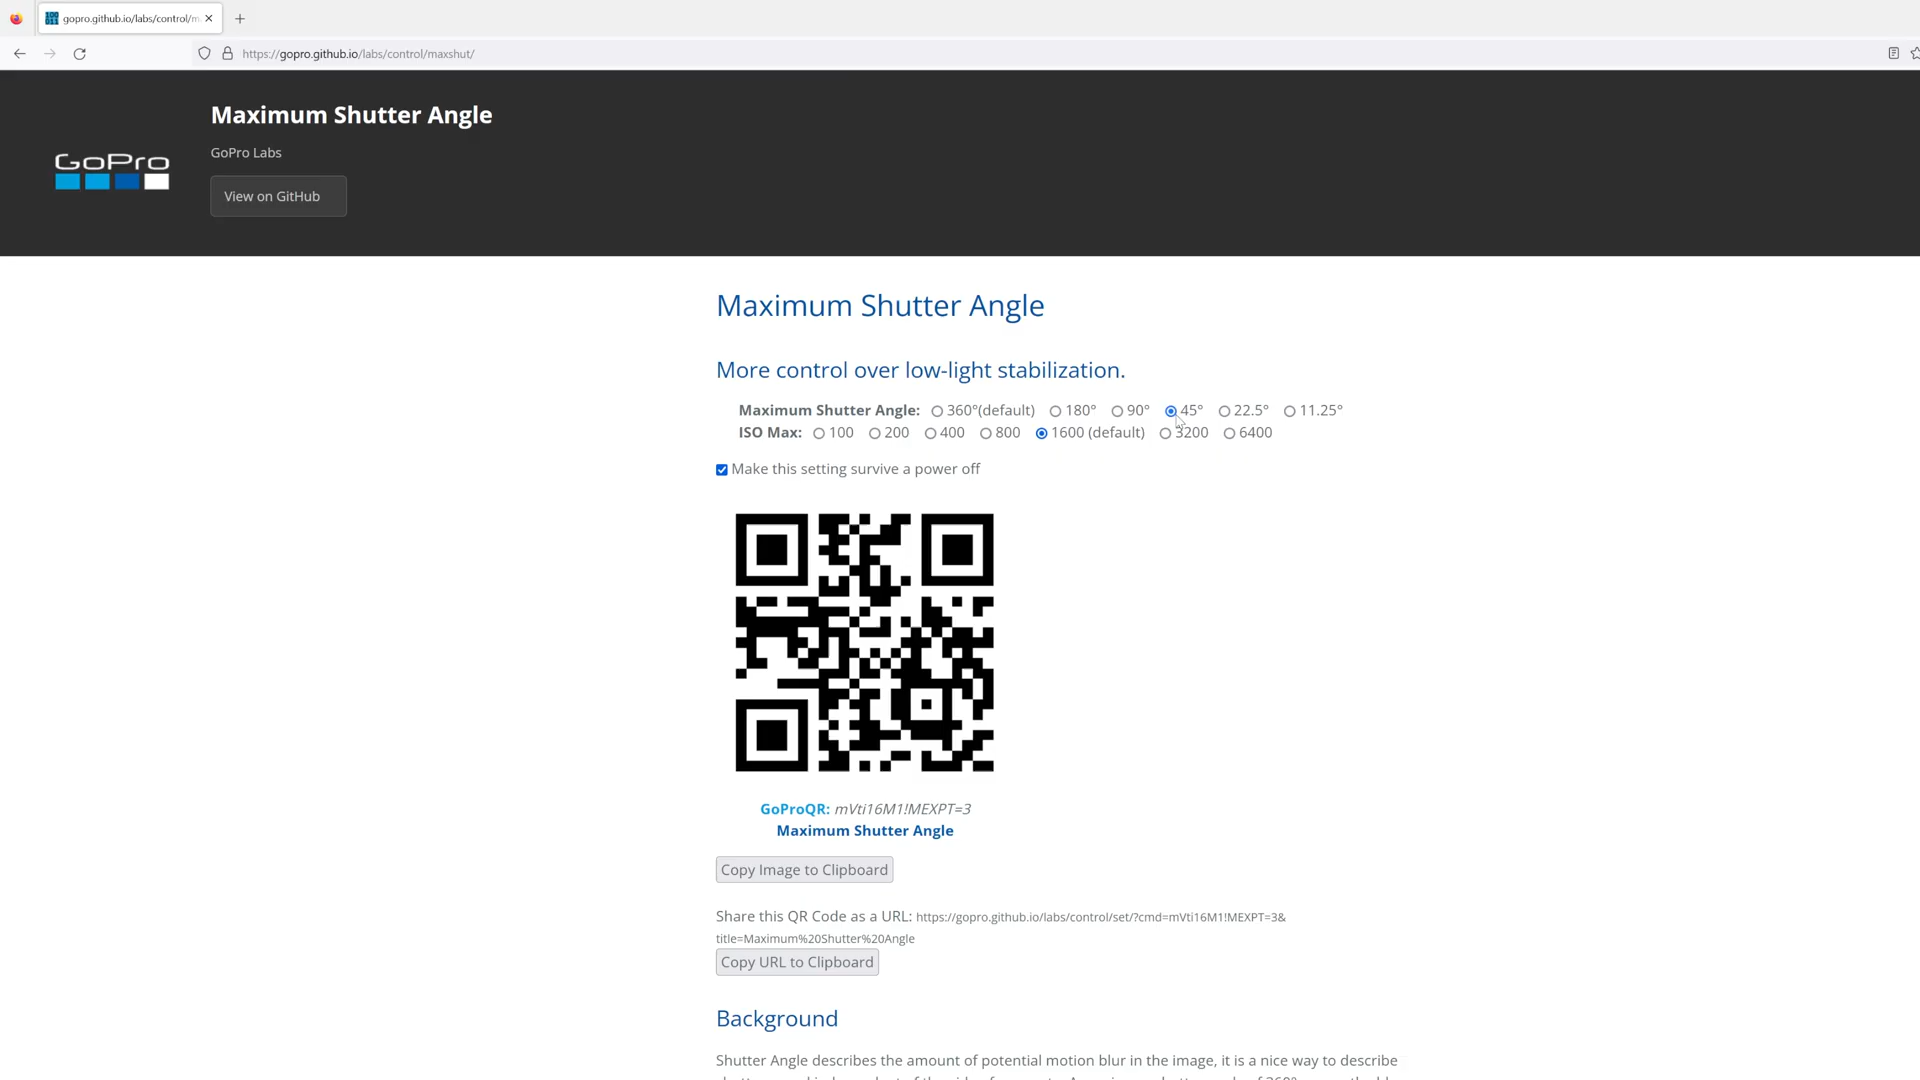 gopro.github.io/labs/control/m
https://gopro.github.io/labs/control/maxshut/
Maximum Shutter Angle
GoPro Labs
GoPro
View on GitHub
Maximum Shutter Angle
More control over low-light stabilization.
Maximum Shutter Angle: 360°(default) 180° 90° 45° 22.5° 11.25°
ISO Max: 100 200 400 800 1600 (default) 3200 6400
Make this setting survive a power off
GoProQR: mVti16M1!MEXPT=3
Maximum Shutter Angle
Copy Image to Clipboard
Share this QR Code as a URL: https://gopro.github.io/labs/control/set/?cmd=mVti16M1!MEXPT=3&
title=Maximum%20Shutter%20Angle
Copy URL to Clipboard
Background
Shutter Angle describes the amount of potential motion blur in the image, it is a nice way to describe